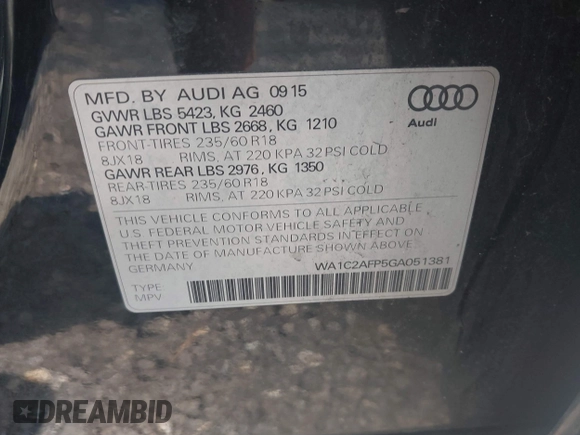 MFD. BY AUDI AG 09 15
GVWR LBS 5423, KG 2460
GAWR FRONT LBS 2668, KG 1210
FRONT-TIRES 235/60 R18
8JX18 RIMS, AT 220 KPA 32 PSI COLD
GAWR REAR LBS 2976, KG 1350
REAR-TIRES 235/60 R18
8JX18 RIMS, AT 220 KPA 32 PSI COLD
THIS VEHICLE CONFORMS TO ALL APPLICABLE
U.S. FEDERAL MOTOR VEHICLE SAFETY AND
THEFT PREVENTION STANDARDS IN EFFECT ON
THE DATE OF MANUFACTURE SHOWN ABOVE.
GERMANY WA1C2AFP5GA051381
TYPE
MPV
Audi
DREAMBID